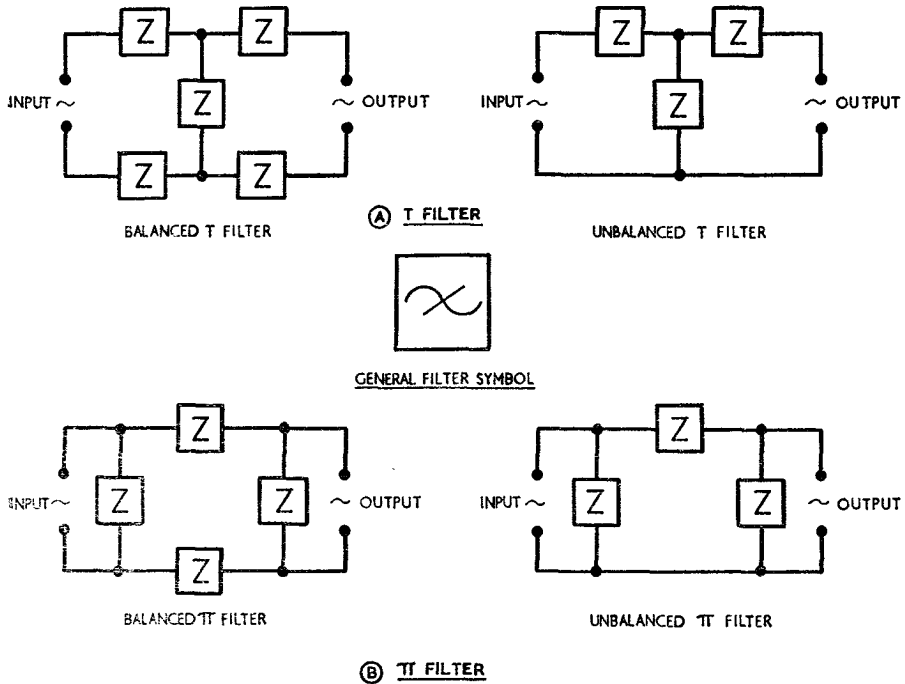 Z Z
Z
INPUT ~ ~ OUTPUT
Z Z
BALANCED T FILTER
Z Z
Z
INPUT ~ ~ OUTPUT
UNBALANCED T FILTER
A T FILTER
GENERAL FILTER SYMBOL
Z
Z Z
INPUT ~ ~ OUTPUT
Z
BALANCED π FILTER
Z
Z Z
INPUT ~ ~ OUTPUT
UNBALANCED π FILTER
B π FILTER